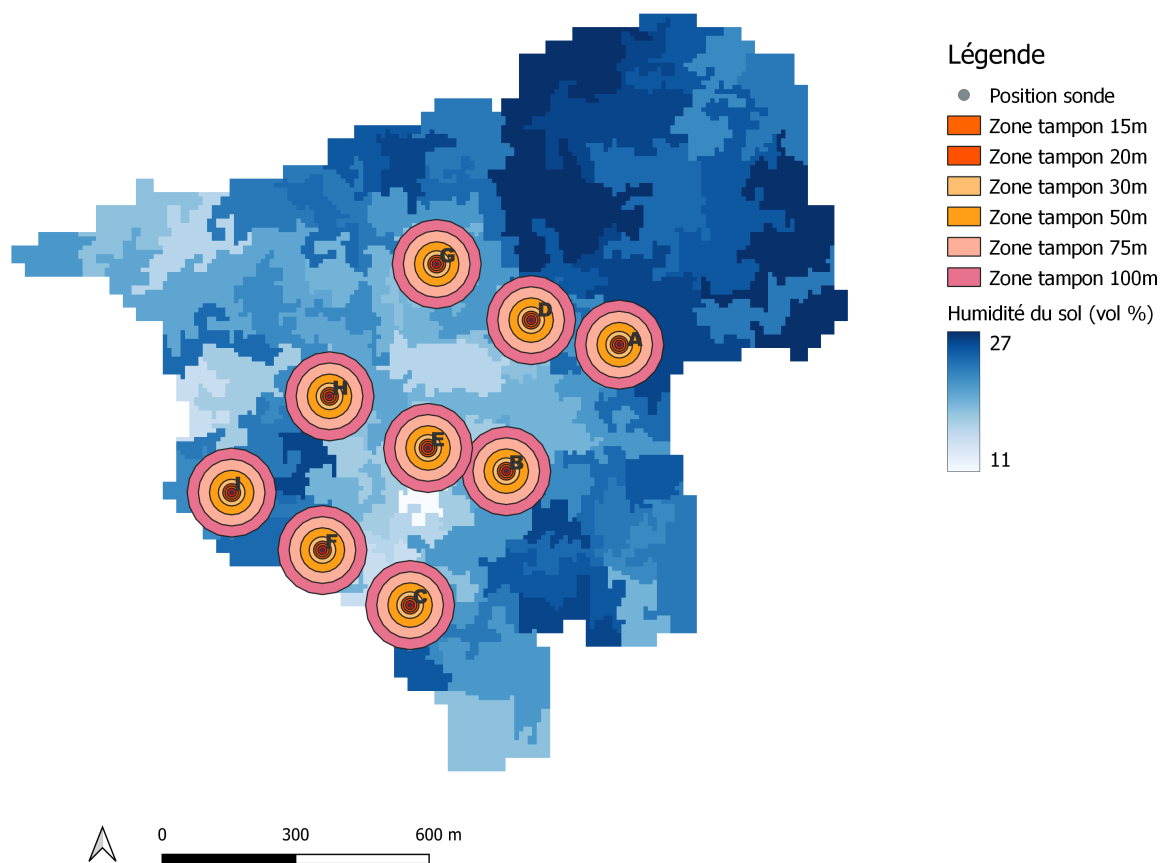 Légende
Position sonde
Zone tampon 15m
Zone tampon 20m
Zone tampon 30m
Zone tampon 50m
Zone tampon 75m
Zone tampon 100m
Humidité du sol (vol %)
27
11
G
D
A
H
E
B
I
F
C
0 300 600 m